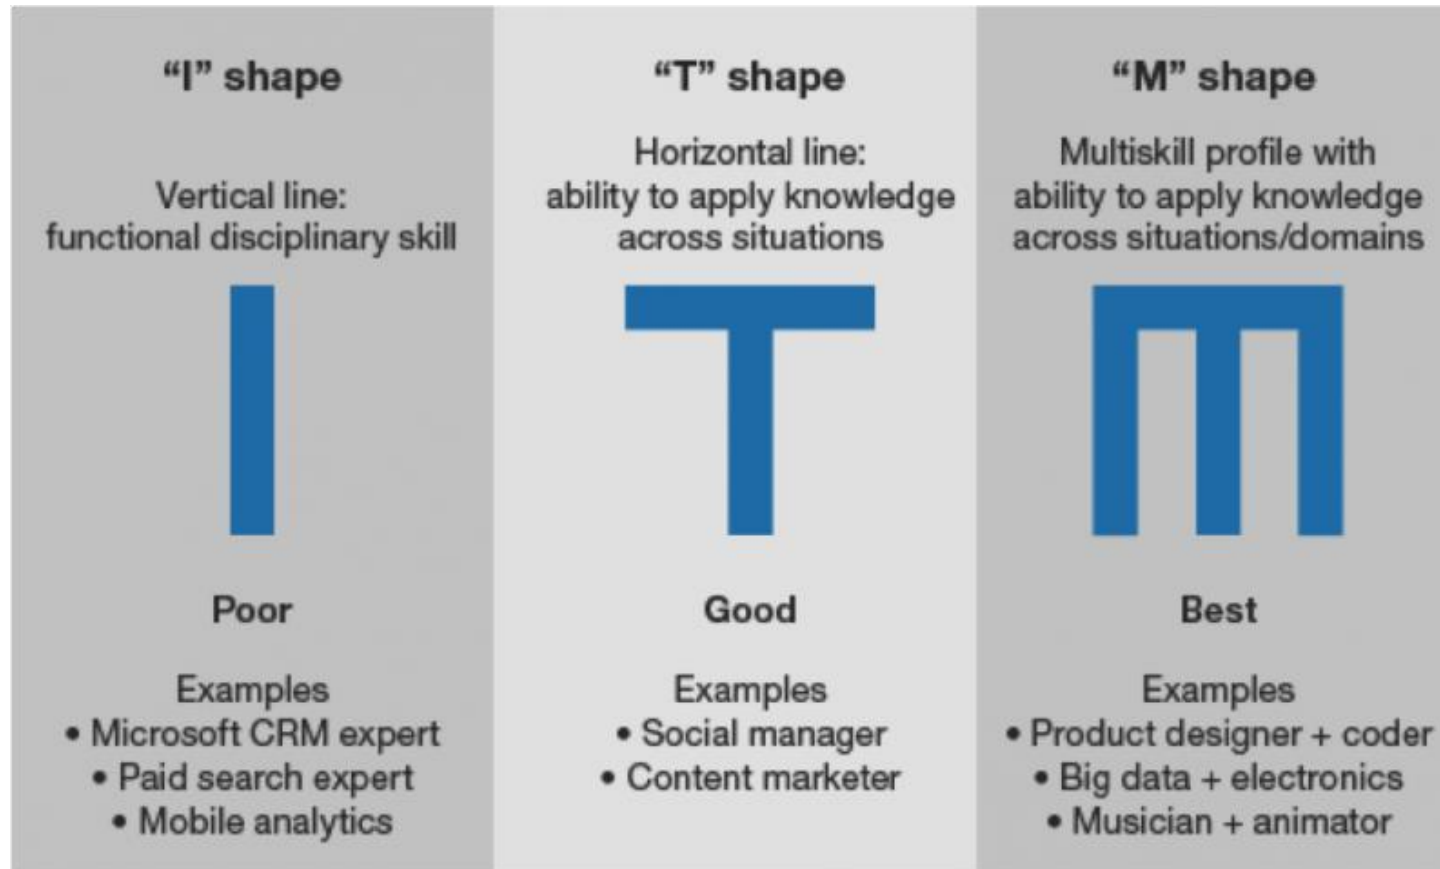 “I” shape
Vertical line:
functional disciplinary skill
Poor
Examples
• Microsoft CRM expert
• Paid search expert
• Mobile analytics
“T” shape
Horizontal line:
ability to apply knowledge
across situations
Good
Examples
• Social manager
• Content marketer
“M” shape
Multiskill profile with
ability to apply knowledge
across situations/domains
Best
Examples
• Product designer + coder
• Big data + electronics
• Musician + animator